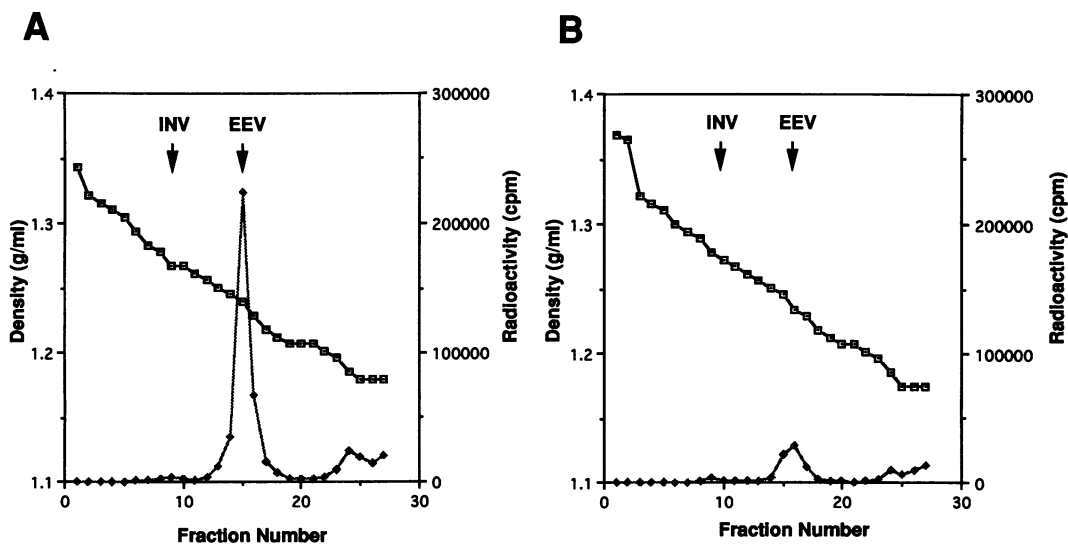 A
B
1.4
1.3
1.2
1.1
300000
200000
100000
0
INV
EEV
0
10
20
30
Density (g/ml)
Radioactivity (cpm)
Fraction Number
1.4
1.3
1.2
1.1
300000
200000
100000
0
INV
EEV
0
10
20
30
Density (g/ml)
Radioactivity (cpm)
Fraction Number